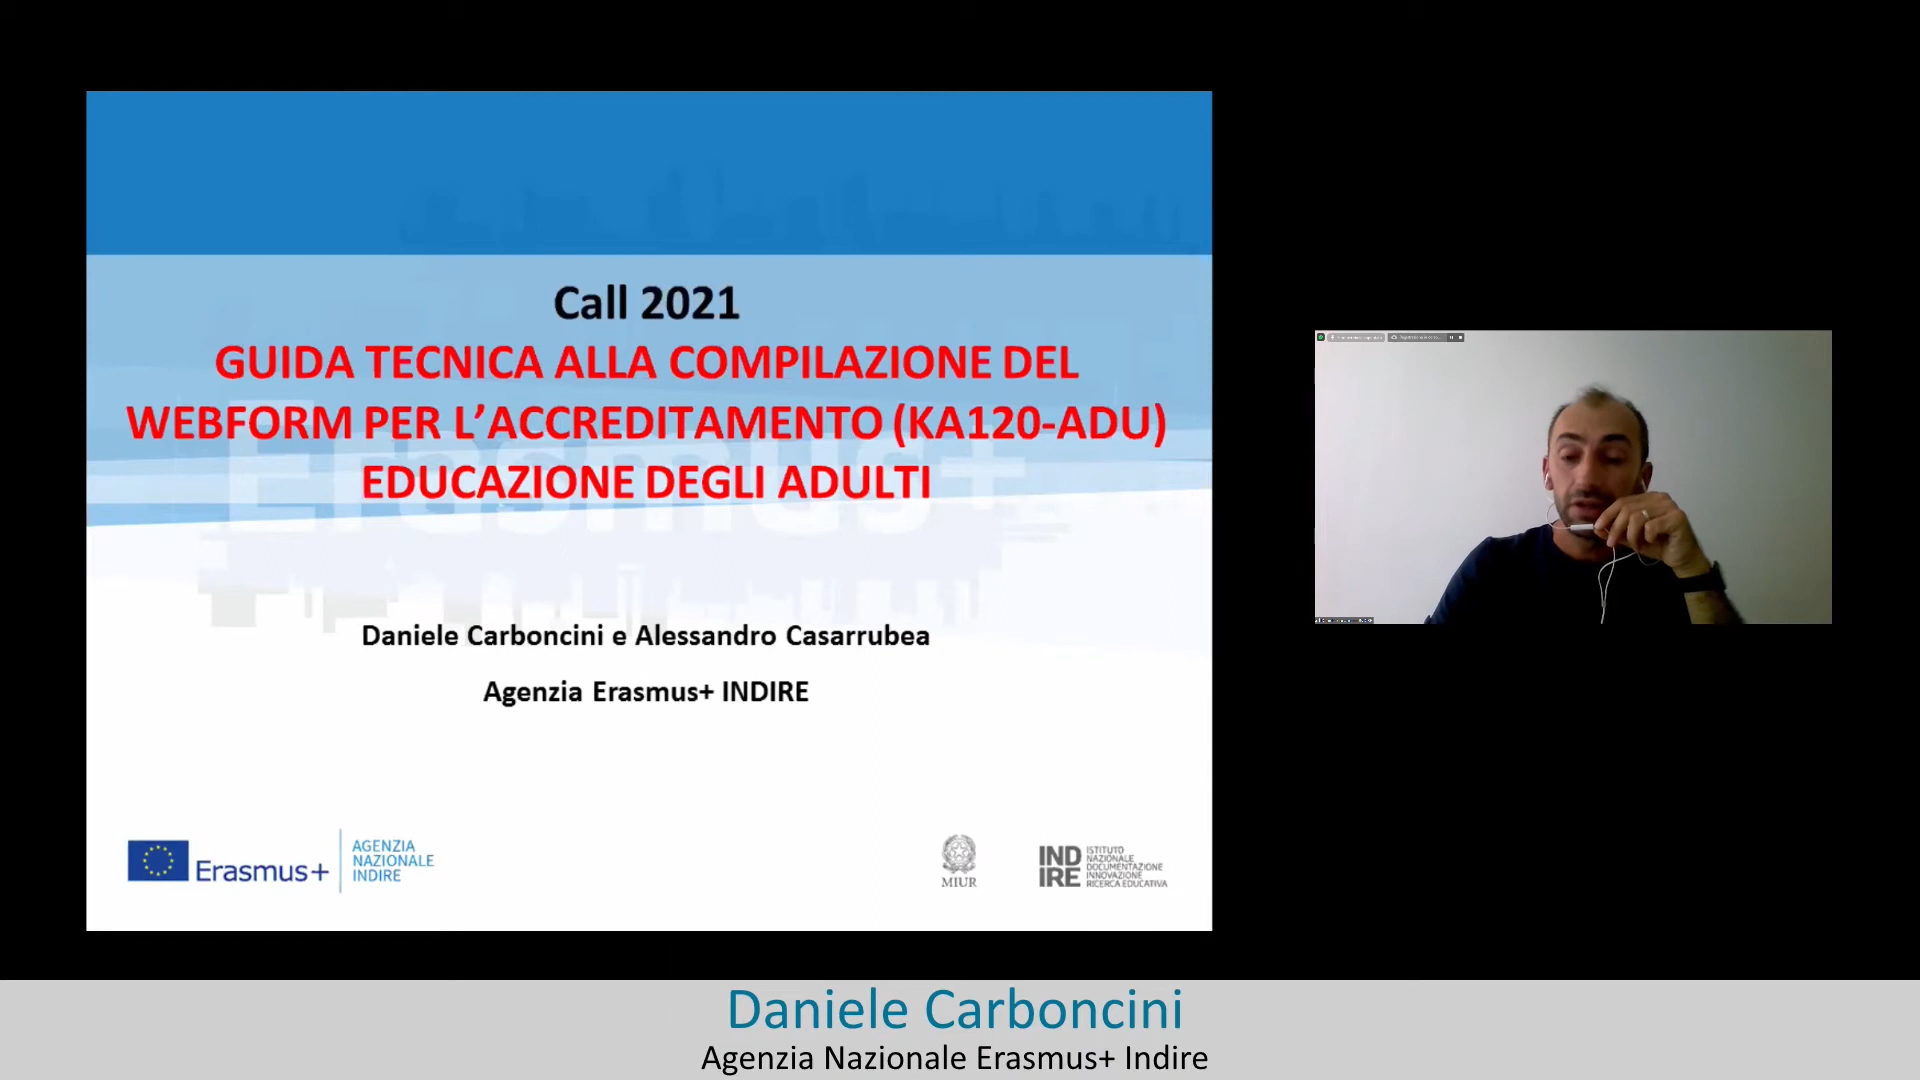 Call 2021
GUIDA TECNICA ALLA COMPILAZIONE DEL
WEBFORM PER L’ACCREDITAMENTO (KA120-ADU)
EDUCAZIONE DEGLI ADULTI
Daniele Carboncini e Alessandro Casarrubea
Agenzia Erasmus+ INDIRE
Erasmus+
AGENZIA
NAZIONALE
INDIRE
MIUR
IND
IRE
ISTITUTO
NAZIONALE
DOCUMENTAZIONE
INNOVAZIONE
RICERCA EDUCATIVA
Daniele Carboncini
Agenzia Nazionale Erasmus+ Indire